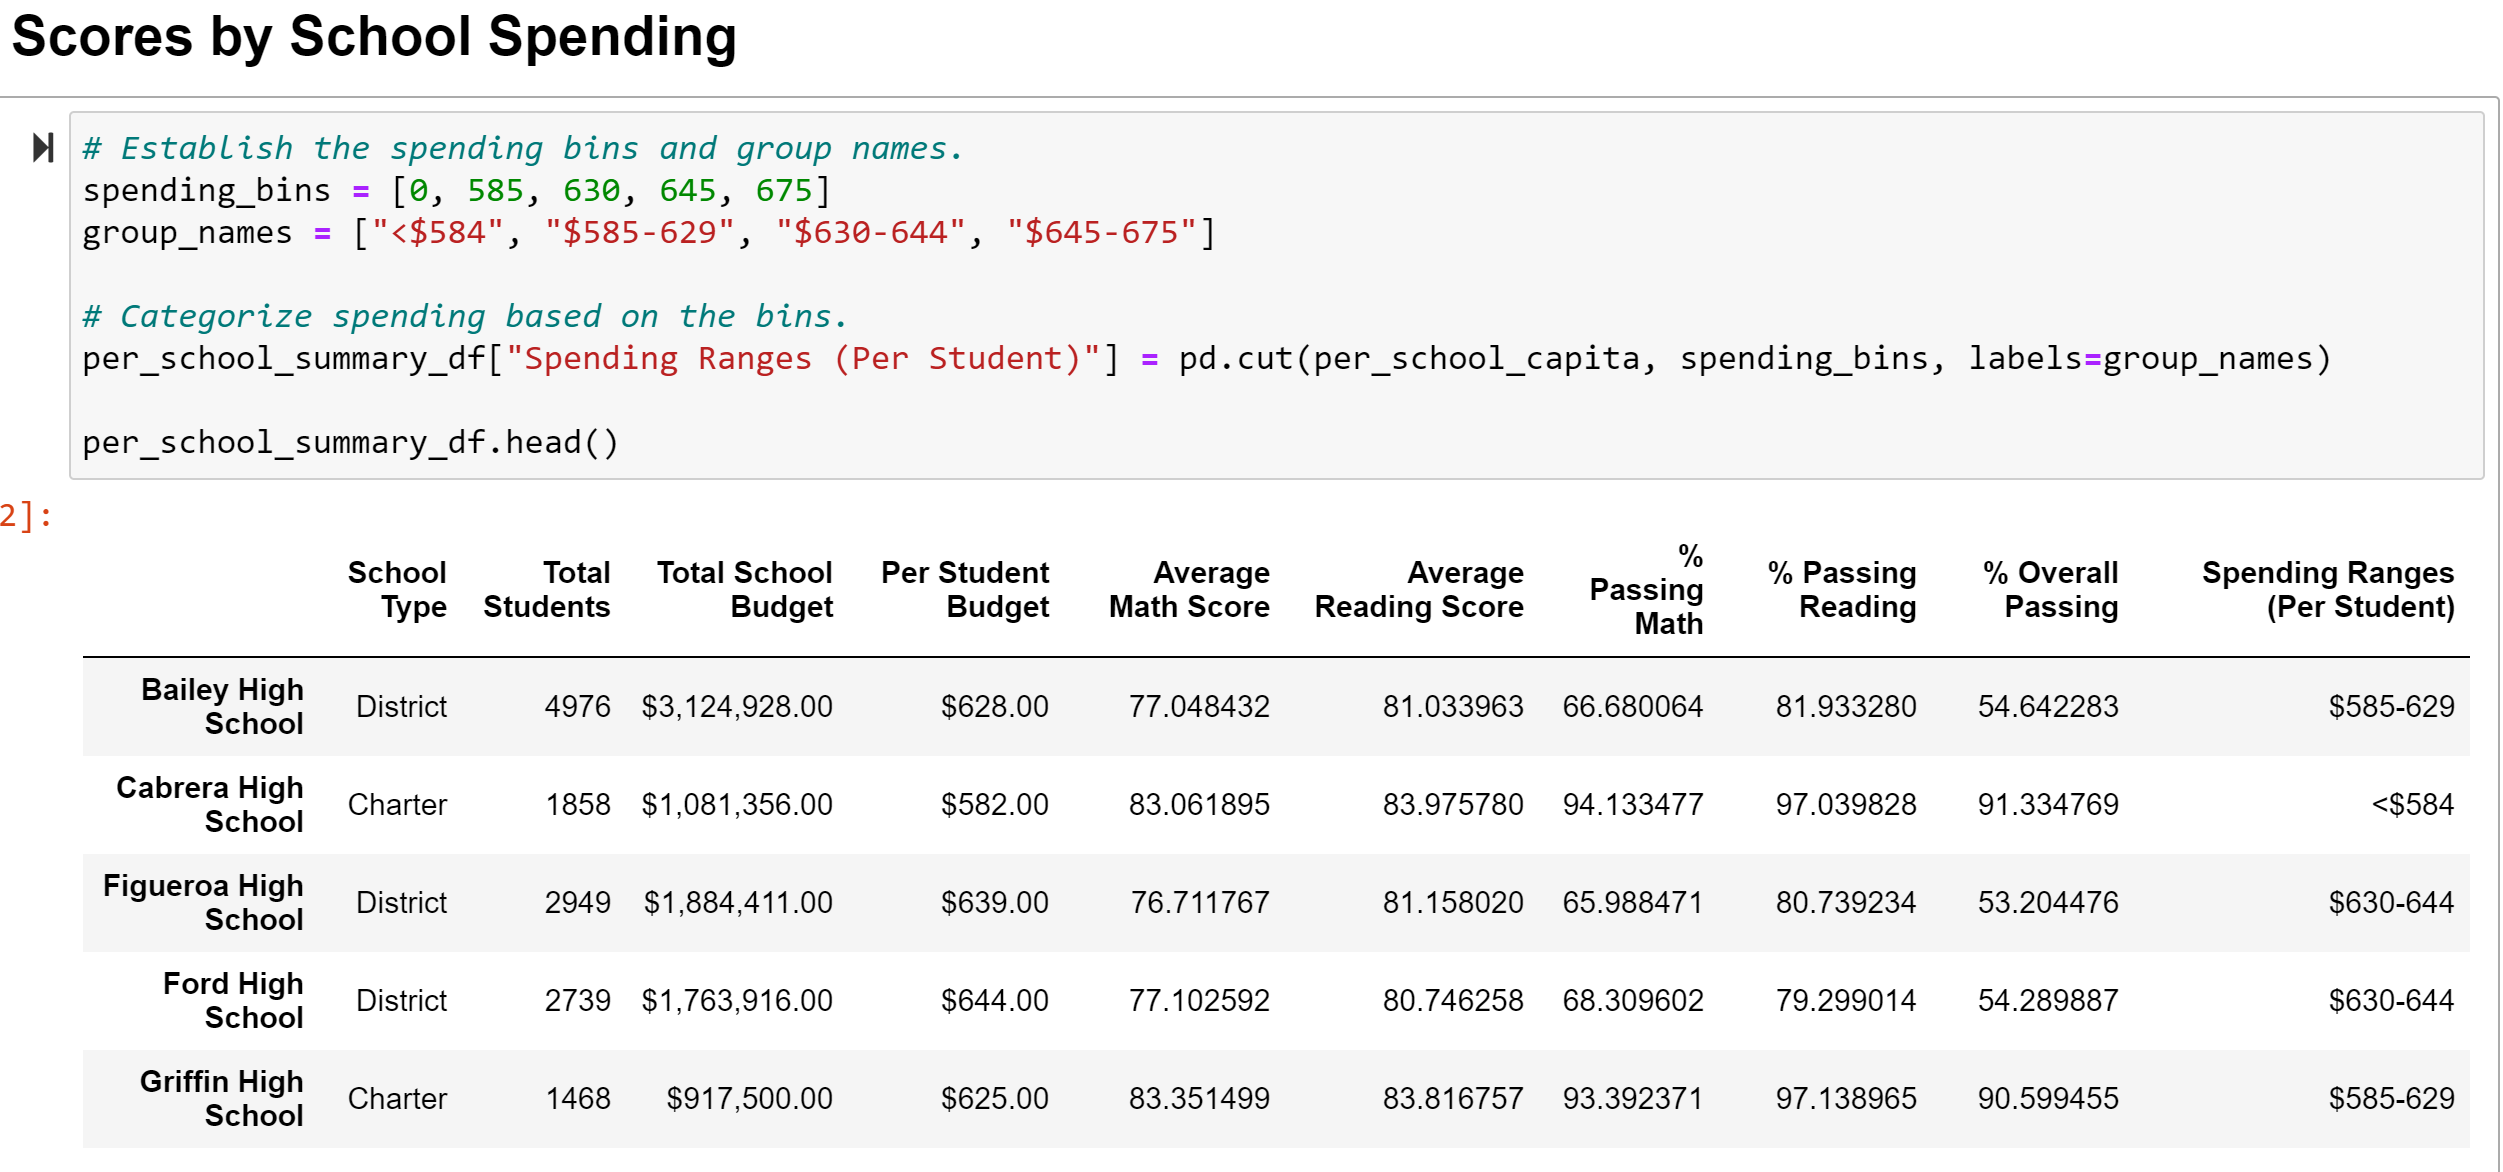 Scores by School Spending
# Establish the spending bins and group names.
spending_bins = [0, 585, 630, 645, 675]
group_names = ["<$584", "$585-629", "$630-644", "$645-675"]
# Categorize spending based on the bins.
per_school_summary_df["Spending Ranges (Per Student)"] = pd.cut(per_school_capita, spending_bins, labels=group_names)
per_school_summary_df.head()
2]:
School Type Total Students Total School Budget Per Student Budget Average Math Score Average Reading Score % Passing Math % Passing Reading % Overall Passing Spending Ranges (Per Student)
Bailey High School District 4976 $3,124,928.00 $628.00 77.048432 81.033963 66.680064 81.933280 54.642283 $585-629
Cabrera High School Charter 1858 $1,081,356.00 $582.00 83.061895 83.975780 94.133477 97.039828 91.334769 <$584
Figueroa High School District 2949 $1,884,411.00 $639.00 76.711767 81.158020 65.988471 80.739234 53.204476 $630-644
Ford High School District 2739 $1,763,916.00 $644.00 77.102592 80.746258 68.309602 79.299014 54.289887 $630-644
Griffin High School Charter 1468 $917,500.00 $625.00 83.351499 83.816757 93.392371 97.138965 90.599455 $585-629